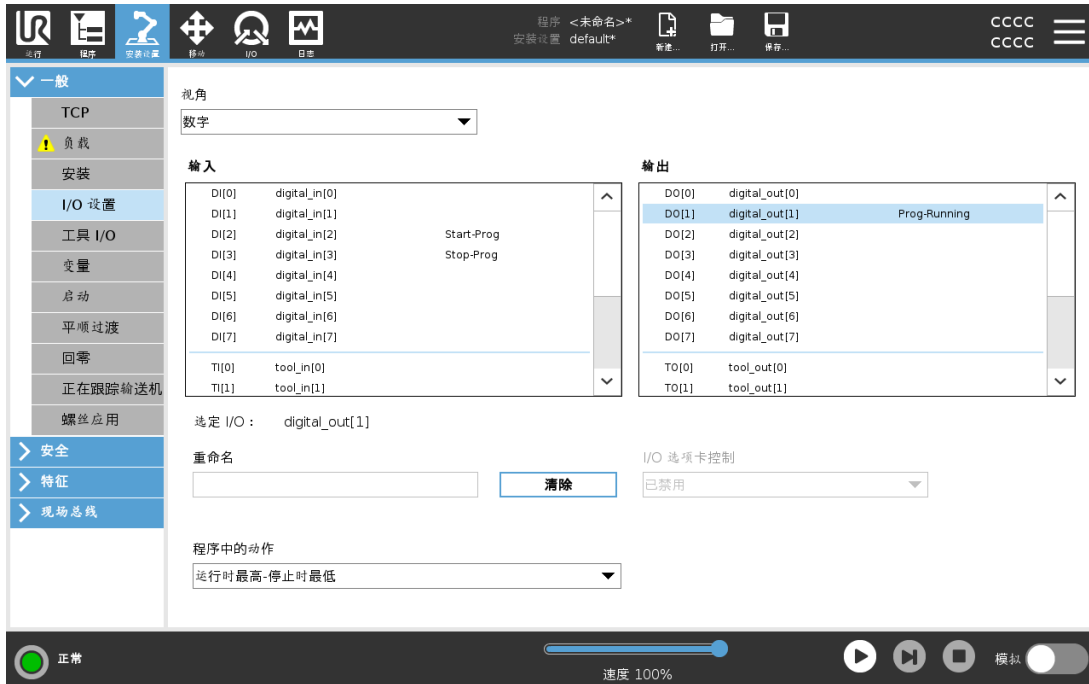 UR
运行
程序
安装设置
移动
I/O
日志
程序 <未命名>*
安装设置 default*
新建...
打开...
保存...
CCCC
CCCC
一般
TCP
负载
安装
I/O 设置
工具 I/O
变量
启动
平顺过渡
回零
正在跟踪输送机
螺丝应用
安全
特征
现场总线
视角
数字
输入
DI[0] digital_in[0]
DI[1] digital_in[1]
DI[2] digital_in[2] Start-Prog
DI[3] digital_in[3] Stop-Prog
DI[4] digital_in[4]
DI[5] digital_in[5]
DI[6] digital_in[6]
DI[7] digital_in[7]
TI[0] tool_in[0]
TI[1] tool_in[1]
输出
DO[0] digital_out[0]
DO[1] digital_out[1] Prog-Running
DO[2] digital_out[2]
DO[3] digital_out[3]
DO[4] digital_out[4]
DO[5] digital_out[5]
DO[6] digital_out[6]
DO[7] digital_out[7]
TO[0] tool_out[0]
TO[1] tool_out[1]
选定 I/O : digital_out[1]
重命名
清除
I/O 选项卡控制
已禁用
程序中的动作
运行时最高-停止时最低
正常
速度 100%
模拟